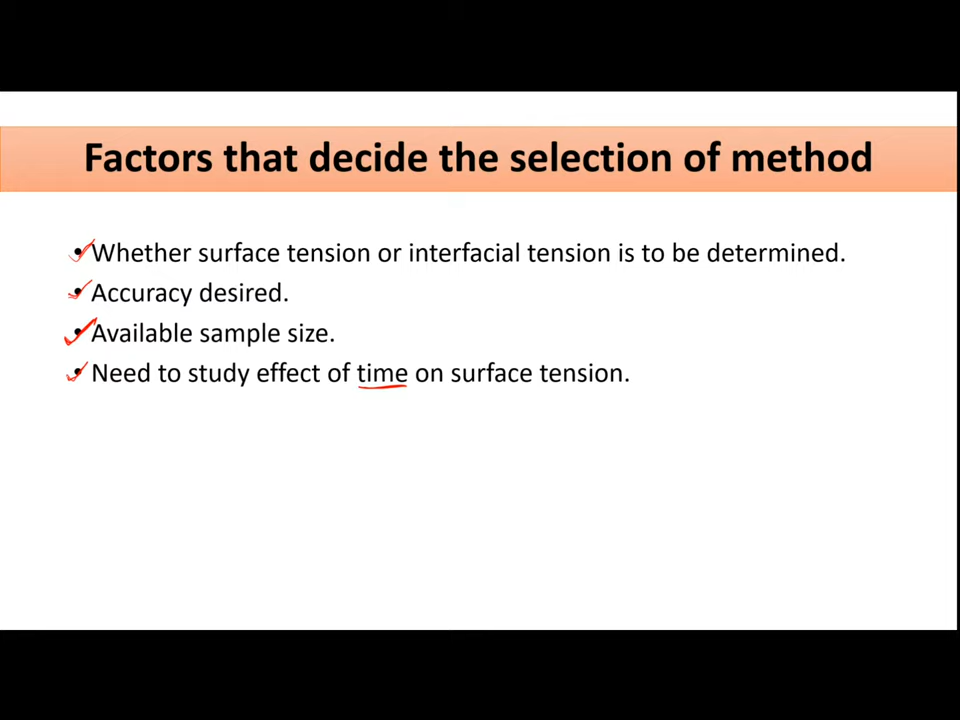 Factors that decide the selection of method
• Whether surface tension or interfacial tension is to be determined.
• Accuracy desired.
• Available sample size.
• Need to study effect of time on surface tension.